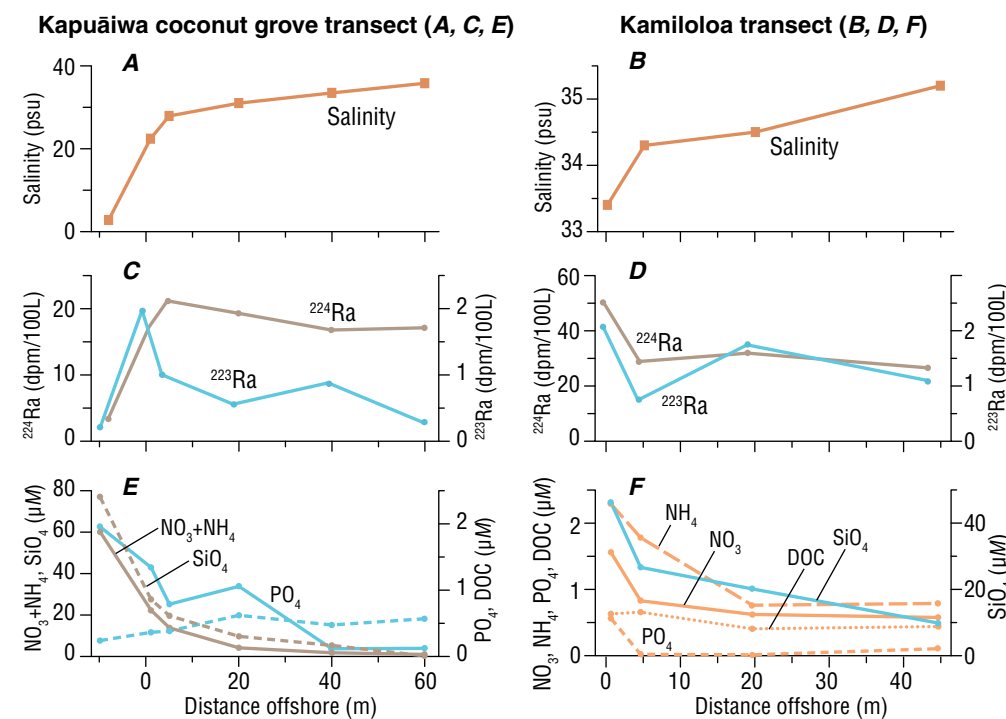 Kapuāiwa coconut grove transect (A, C, E)
Kamiloloa transect (B, D, F)
A
40
20
0
Salinity (psu)
Salinity
B
35
34
33
Salinity (psu)
Salinity
C
20
10
0
²²⁴Ra (dpm/100L)
²²⁴Ra
²²³Ra
2
1
0
²²³Ra (dpm/100L)
D
60
40
20
0
²²⁴Ra (dpm/100L)
²²⁴Ra
²²³Ra
2
1
0
²²³Ra (dpm/100L)
E
80
60
40
20
0
NO₃+NH₄, SiO₄ (µM)
NO₃+NH₄
SiO₄
PO₄
2
1
0
PO₄, DOC (µM)
0 20 40 60
Distance offshore (m)
F
2
1
0
NO₃, NH₄, PO₄, DOC (µM)
NH₄
NO₃
DOC
SiO₄
PO₄
40
20
0
SiO₄ (µM)
0 10 20 30 40
Distance offshore (m)